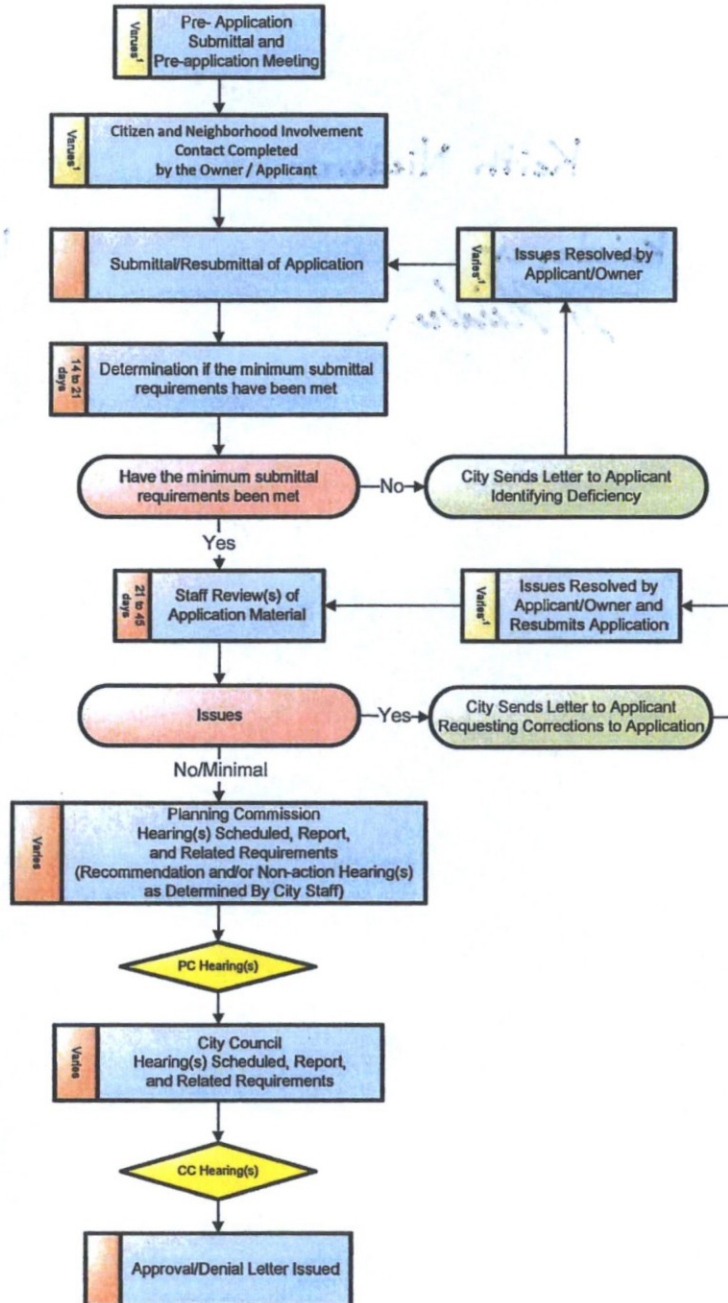 Varues¹
Pre- Application
Submittal and
Pre-application Meeting
Varues¹
Citizen and Neighborhood Involvement
Contact Completed
by the Owner / Applicant
Submittal/Resubmittal of Application
Varies¹
Issues Resolved by
Applicant/Owner
14 to 21
days
Determination if the minimum submittal
requirements have been met
Have the minimum submittal
requirements been met
No
City Sends Letter to Applicant
Identifying Deficiency
Yes
21 to 45
days
Staff Review(s) of
Application Material
Varies¹
Issues Resolved by
Applicant/Owner and
Resubmits Application
Issues
Yes
City Sends Letter to Applicant
Requesting Corrections to Application
No/Minimal
Varies
Planning Commission
Hearing(s) Scheduled, Report,
and Related Requirements
(Recommendation and/or Non-action Hearing(s)
as Determined By City Staff)
PC Hearing(s)
Varies
City Council
Hearing(s) Scheduled, Report,
and Related Requirements
CC Hearing(s)
Approval/Denial Letter Issued